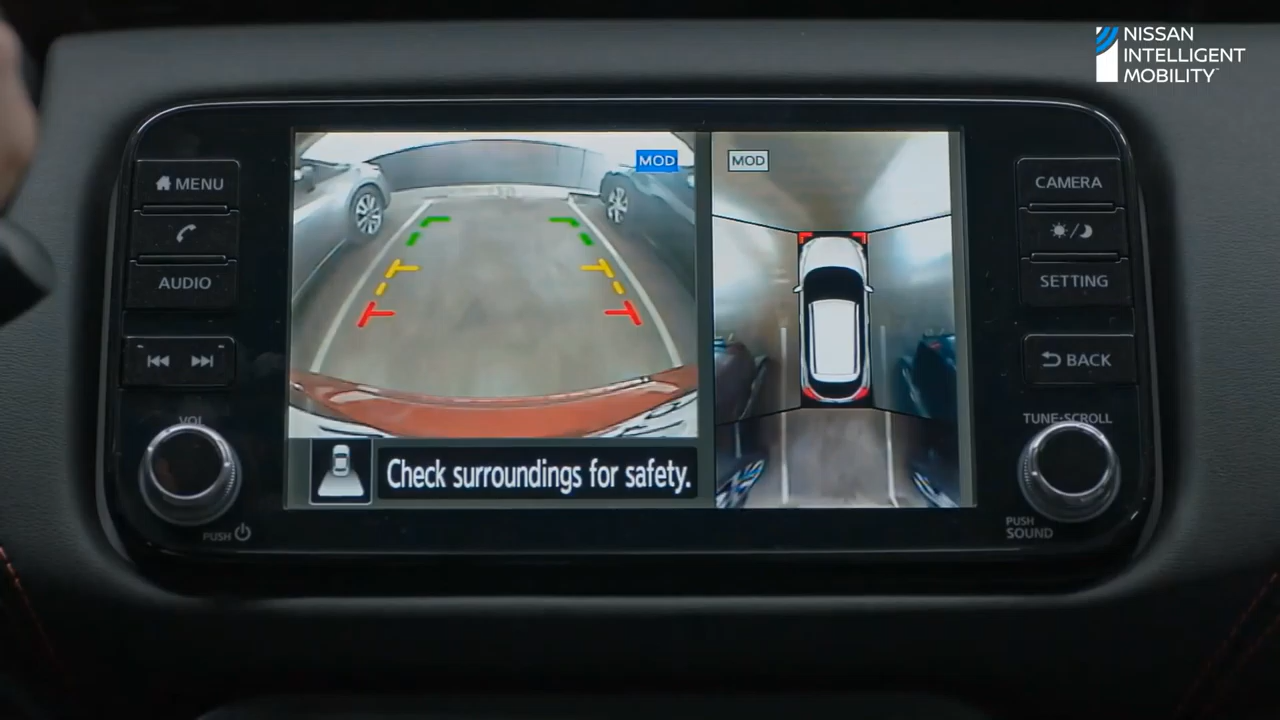 NISSAN
INTELLIGENT
MOBILITY
MENU
AUDIO
VOL
PUSH
MOD
MOD
Check surroundings for safety.
CAMERA
SETTING
BACK
TUNE·SCROLL
PUSH
SOUND